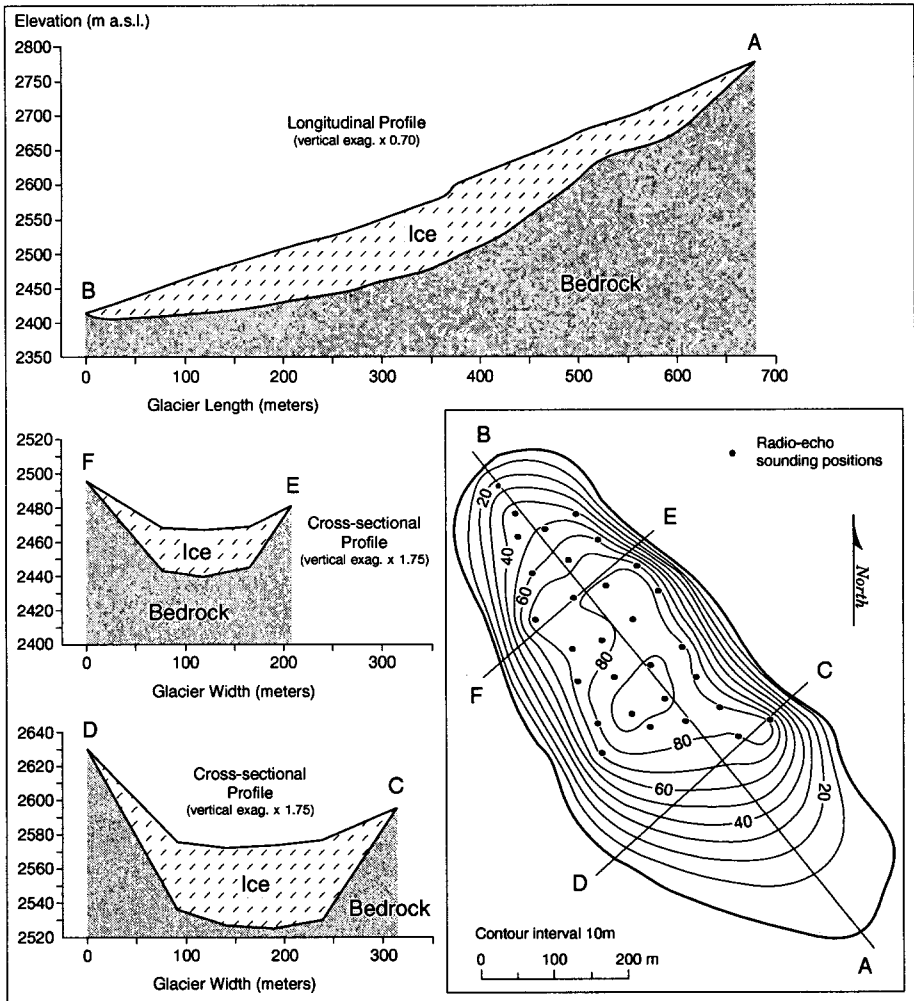 Elevation (m a.s.l.)
2800
2750
2700
2650
2600
2550
2500
2450
2400
2350
A
Longitudinal Profile
(vertical exag. x 0.70)
Ice
B
Bedrock
0 100 200 300 400 500 600 700
Glacier Length (meters)
2520
2500
2480
2460
2440
2420
2400
F
E
Ice
Cross-sectional
Profile
(vertical exag. x 1.75)
Bedrock
0 100 200 300
Glacier Width (meters)
2640
2620
2600
2580
2560
2540
2520
D
Cross-sectional
Profile
(vertical exag. x 1.75)
C
Ice
Bedrock
0 100 200 300
Glacier Width (meters)
B
Radio-echo
sounding positions
20
E
40
North
60
80
F
C
80
60
20
40
D
Contour interval 10m
0 100 200 m
A